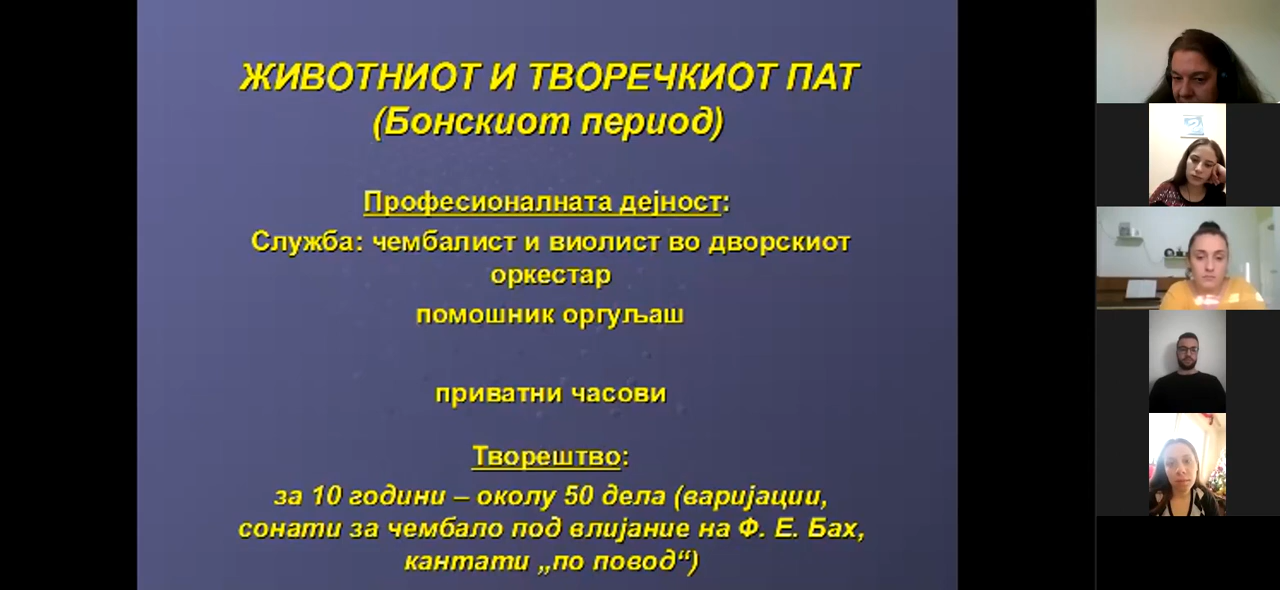 ЖИВОТНИОТ И ТВОРЕЧКИОТ ПАТ
(Бонскиот период)
Професионалната дејност:
Служба: чембалист и виолист во дворскиот
оркестар
помошник оргуљаш
приватни часови
Творештво:
за 10 години – околу 50 дела (варијации,
сонати за чембало под влијание на Ф. Е. Бах,
кантати „по повод“)